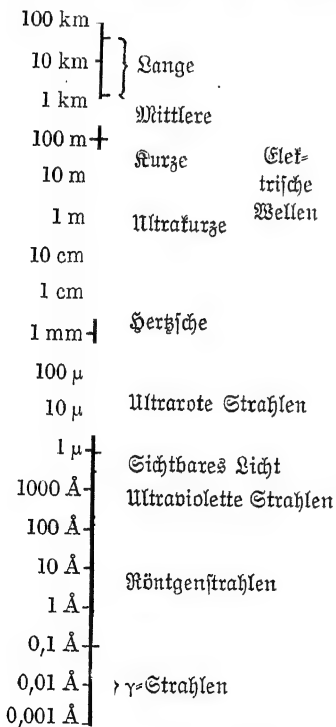 100 km
10 km Lange
1 km
Mittlere
100 m
Kurze Elek=
10 m trische
1 m Ultrakurze Wellen
10 cm
1 cm
1 mm Hertzsche
100 μ
10 μ Ultrarote Strahlen
1 μ
Sichtbares Licht
1000 Å Ultraviolette Strahlen
100 Å
10 Å Röntgenstrahlen
1 Å
0,1 Å
0,01 Å γ=Strahlen
0,001 Å